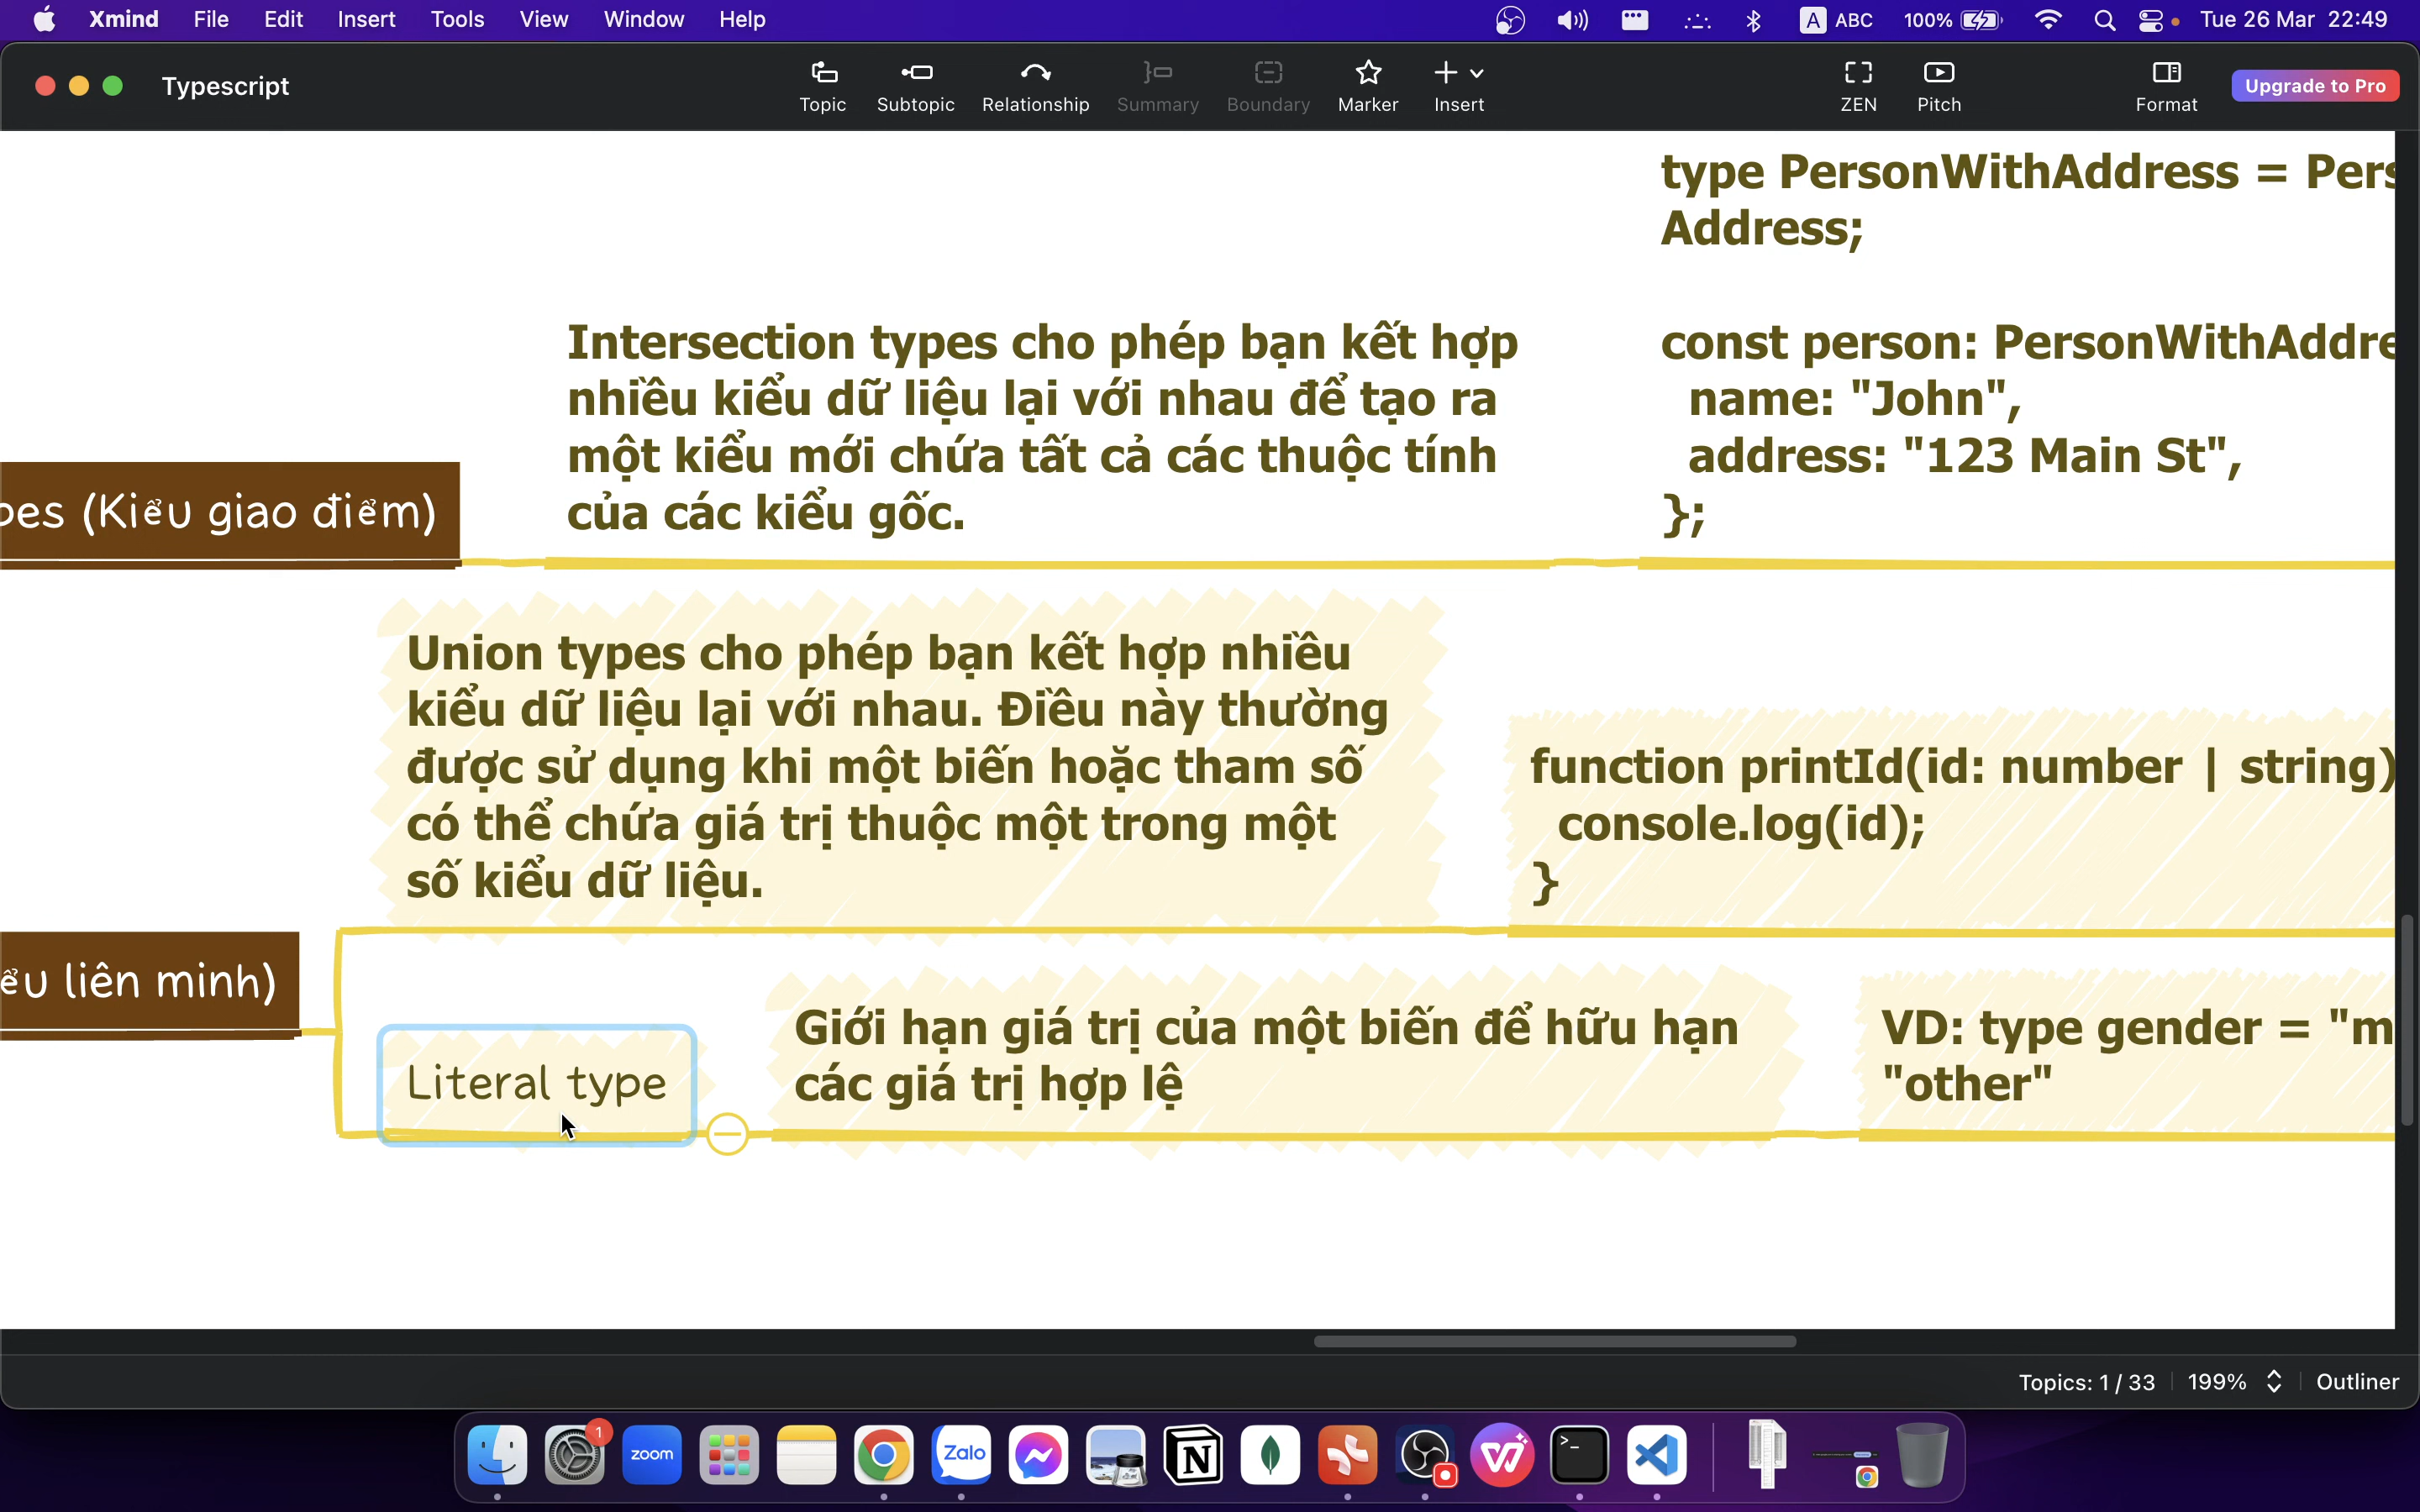 Xmind File Edit Insert Tools View Window Help
A ABC 100% Tue 26 Mar 22:49
Typescript
Topic Subtopic Relationship Summary Boundary Marker Insert ZEN Pitch Format
Upgrade to Pro
type PersonWithAddress = Pers
Address;
const person: PersonWithAddre
name: "John",
address: "123 Main St",
};
Intersection types cho phép bạn kết hợp
nhiều kiểu dữ liệu lại với nhau để tạo ra
một kiểu mới chứa tất cả các thuộc tính
của các kiểu gốc.
pes (Kiểu giao điểm)
Union types cho phép bạn kết hợp nhiều
kiểu dữ liệu lại với nhau. Điều này thường
được sử dụng khi một biến hoặc tham số
có thể chứa giá trị thuộc một trong một
số kiểu dữ liệu.
function printId(id: number | string)
console.log(id);
}
ểu liên minh)
Literal type
Giới hạn giá trị của một biến để hữu hạn
các giá trị hợp lệ
VD: type gender = "m
"other"
Topics: 1 / 33 199% Outliner
1
zoom
Zalo